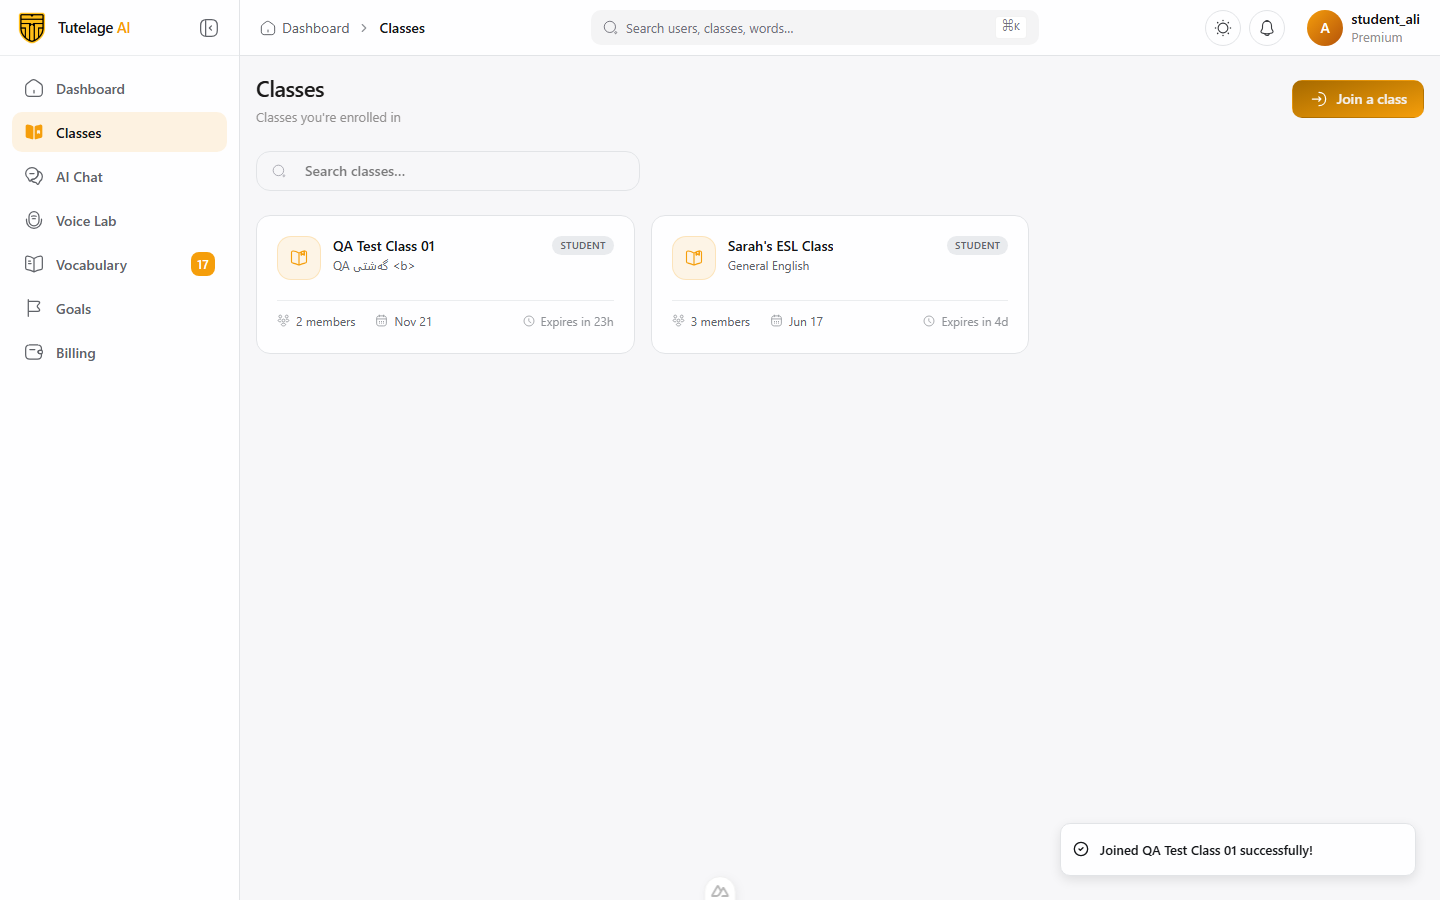 Tutelage AI
Dashboard
Classes
AI Chat
Voice Lab
Vocabulary
17
Goals
Billing
Dashboard > Classes
Search users, classes, words...
⌘K
A
student_ali
Premium
Classes
Classes you're enrolled in
Join a class
Search classes...
QA Test Class 01
STUDENT
QA گەشتی <b>
2 members
Nov 21
Expires in 23h
Sarah's ESL Class
STUDENT
General English
3 members
Jun 17
Expires in 4d
Joined QA Test Class 01 successfully!